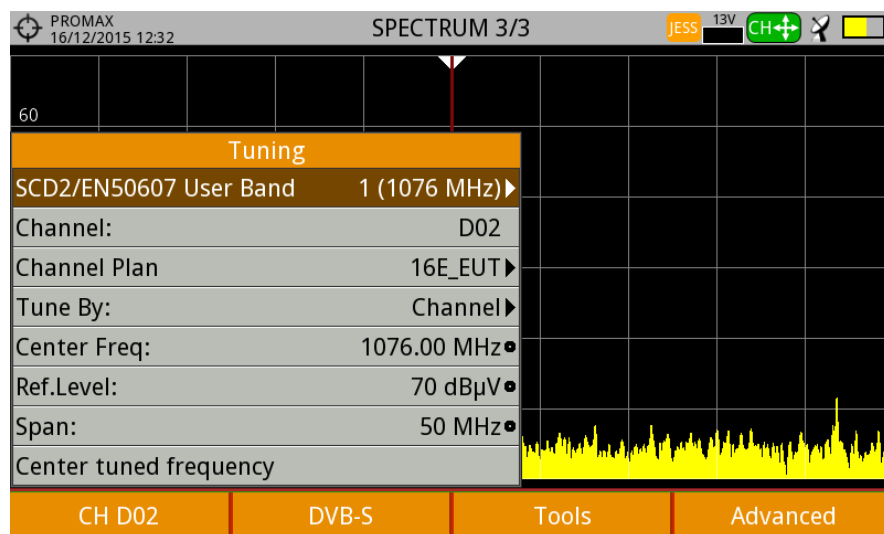 PROMAX
16/12/2015 12:32
SPECTRUM 3/3
JESS
13V
CH
60
Tuning
SCD2/EN50607 User Band 1 (1076 MHz)
Channel: D02
Channel Plan 16E_EUT
Tune By: Channel
Center Freq: 1076.00 MHz
Ref.Level: 70 dBµV
Span: 50 MHz
Center tuned frequency
CH D02
DVB-S
Tools
Advanced